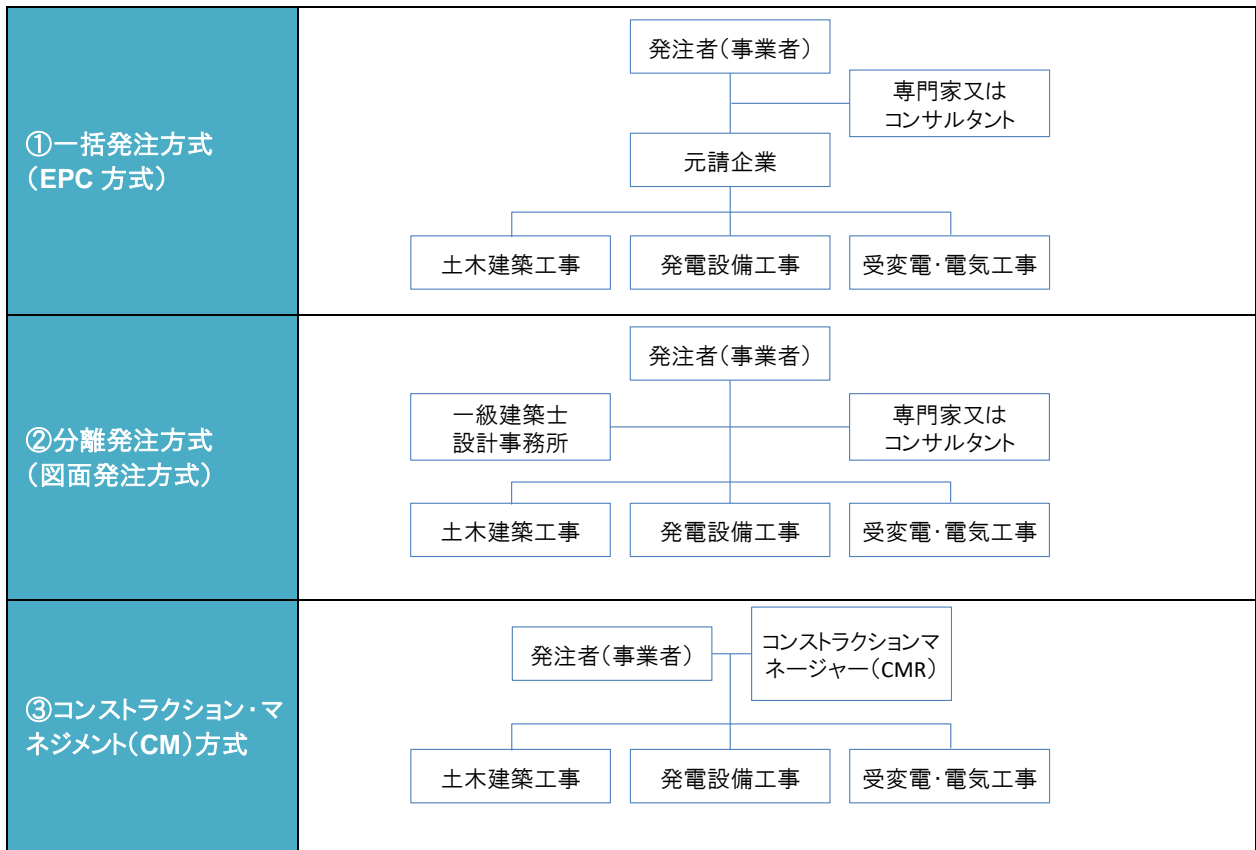 ①一括発注方式
(EPC 方式)
発注者(事業者)
専門家又は
コンサルタント
元請企業
土木建築工事
発電設備工事
受変電・電気工事
②分離発注方式
(図面発注方式)
発注者(事業者)
一級建築士
設計事務所
専門家又は
コンサルタント
土木建築工事
発電設備工事
受変電・電気工事
③コンストラクション・マ
ネジメント(CM)方式
発注者(事業者)
コンストラクションマ
ネージャー(CMR)
土木建築工事
発電設備工事
受変電・電気工事